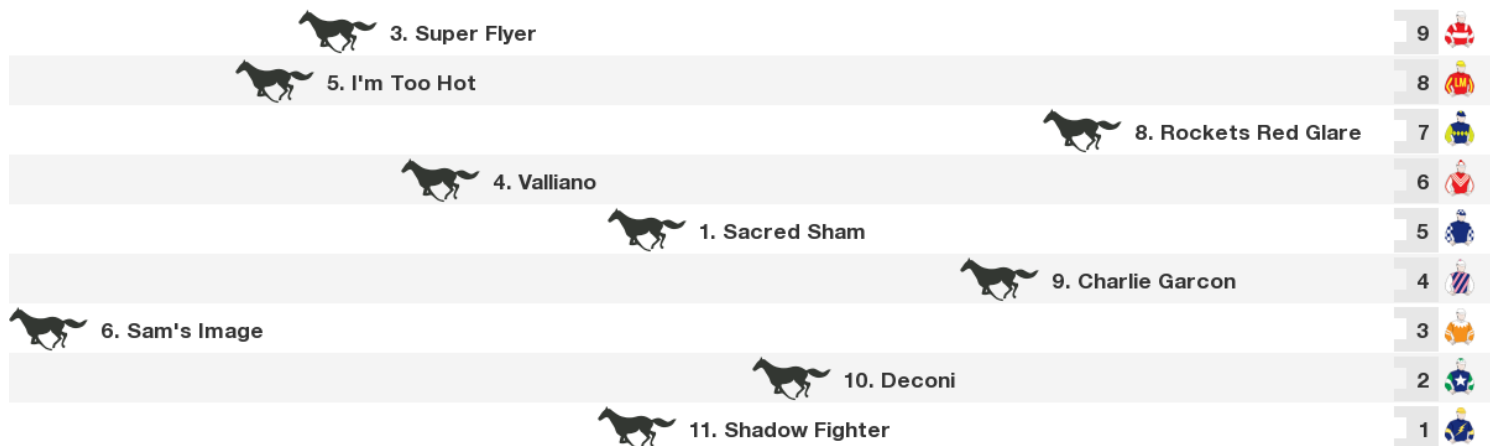 3. Super Flyer 9
5. I'm Too Hot 8 LM
8. Rockets Red Glare 7
4. Valliano 6
1. Sacred Sham 5
9. Charlie Garcon 4
6. Sam's Image 3
10. Deconi 2
11. Shadow Fighter 1